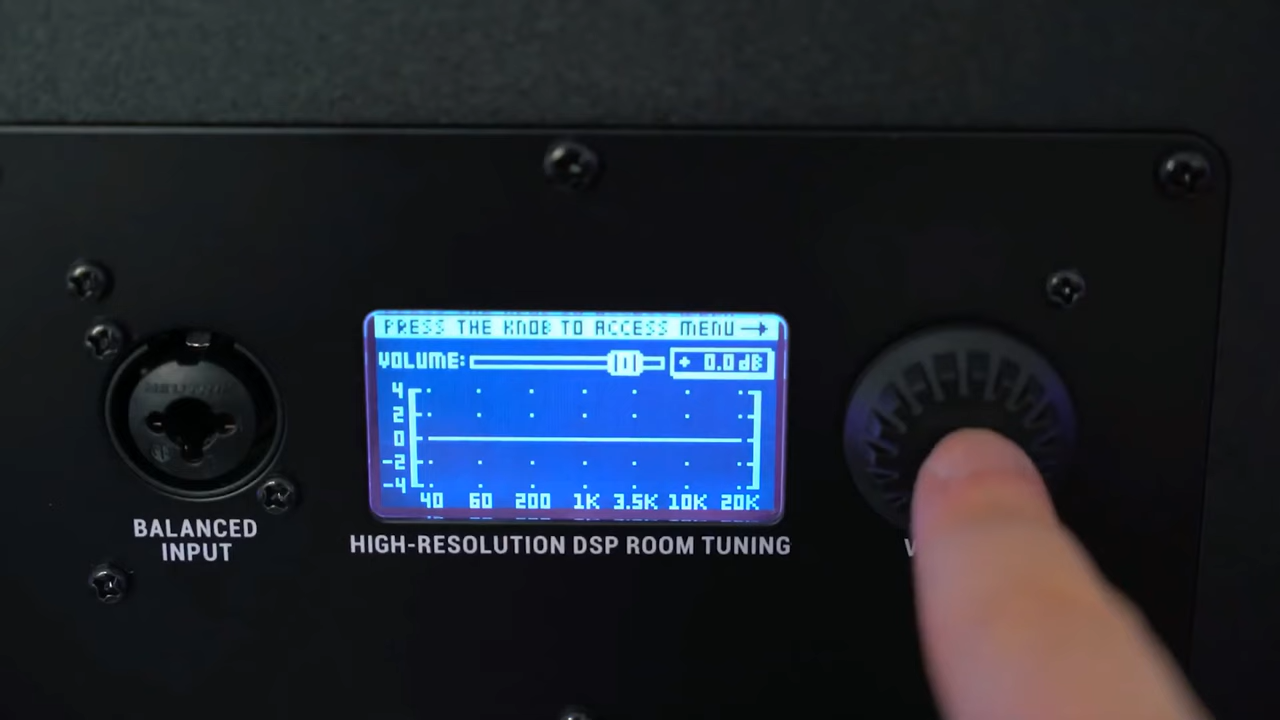 PRESS THE KNOB TO ACCESS MENU
VOLUME: + 0.0 dB
4
2
0
-2
-4
40 60 200 1K 3.5K 10K 20K
BALANCED
INPUT
HIGH-RESOLUTION DSP ROOM TUNING